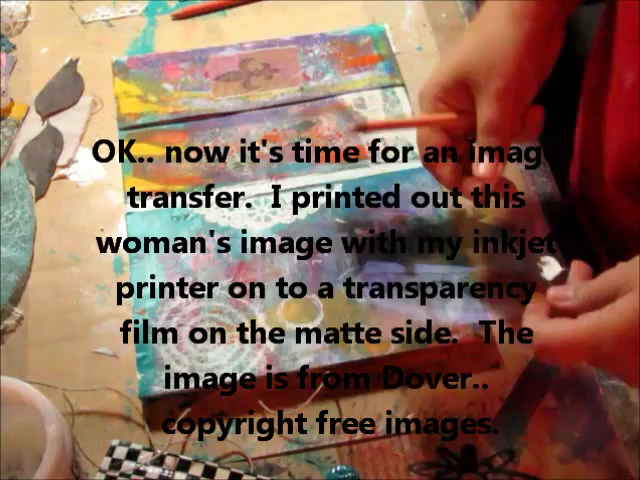 OK.. now it's time for an image
transfer.  I printed out this
woman's image with my inkjet
printer on to a transparency
film on the matte side.  The
image is from Dover..
copyright free images.